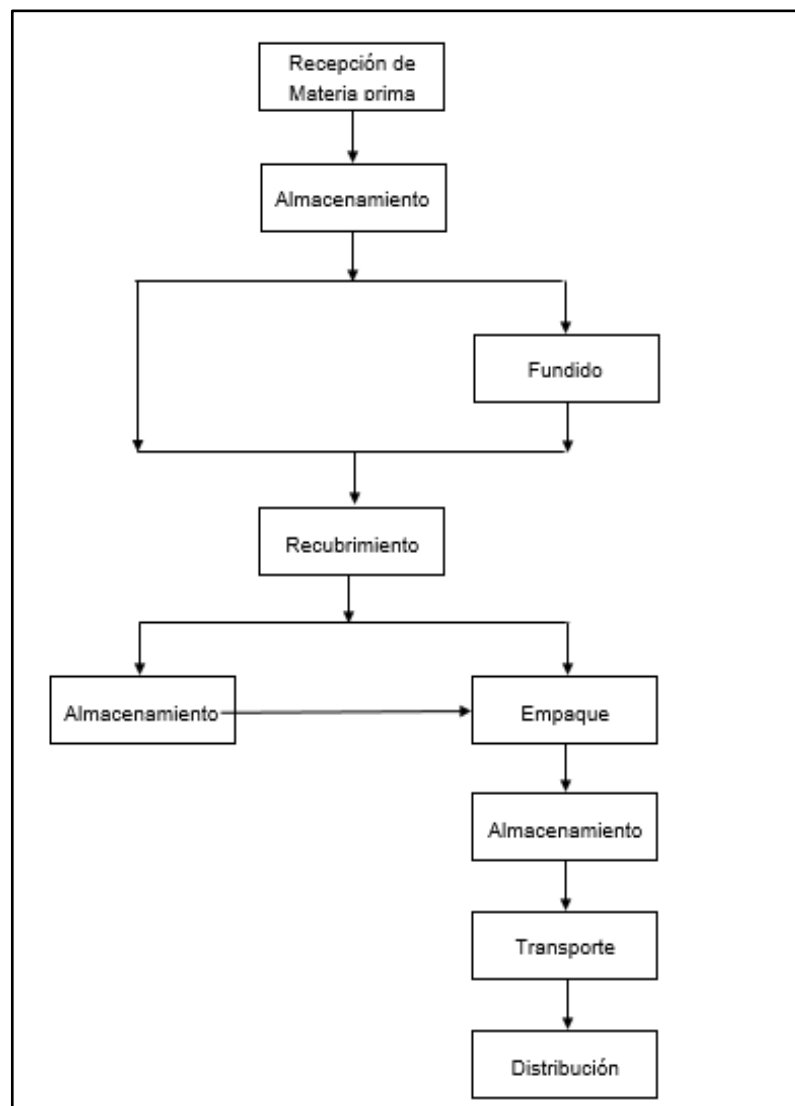 Recepción de
Materia prima
Almacenamiento
Fundido
Recubrimiento
Almacenamiento
Empaque
Almacenamiento
Transporte
Distribución